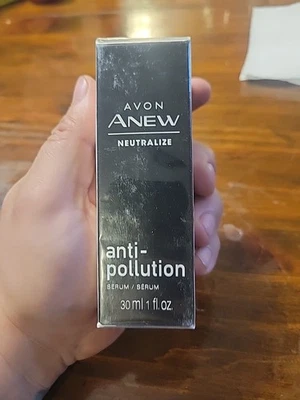 AVON
ANEW
NEUTRALIZE
anti-
pollution
SERUM / SÉRUM
30 ml 1 fl. oz.